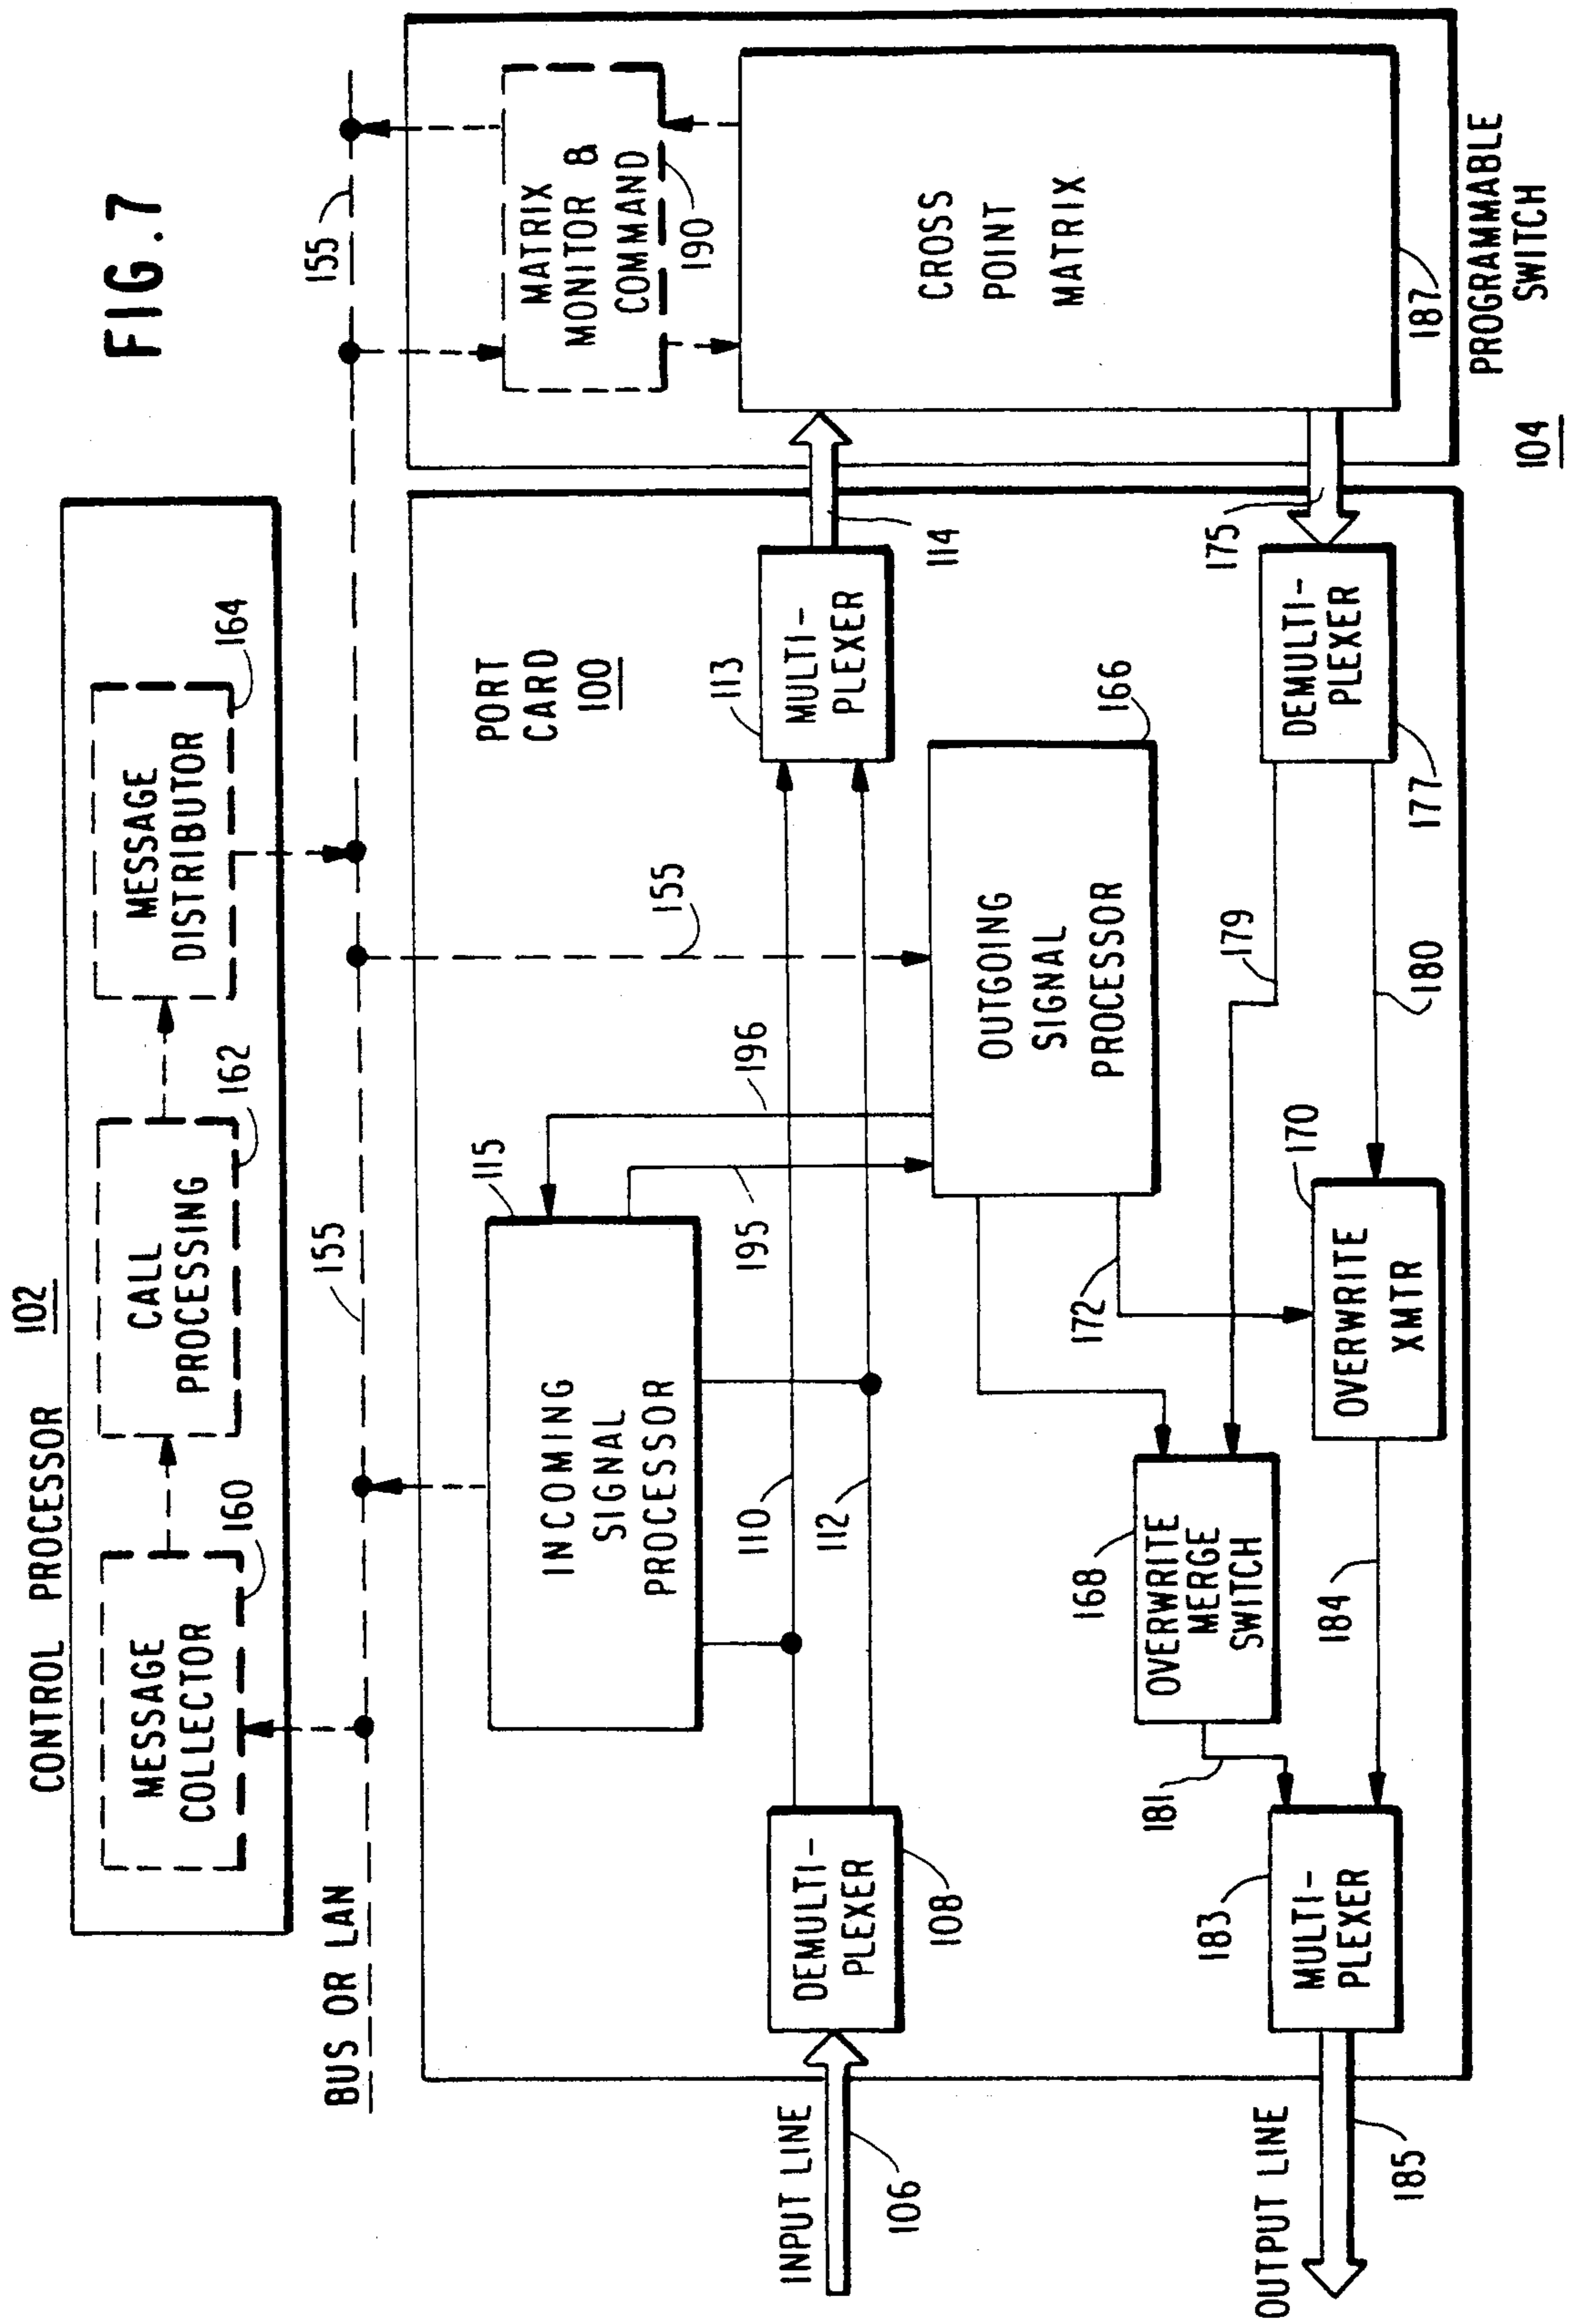 FIG.7
CONTROL PROCESSOR 102
MESSAGE
COLLECTOR
160
CALL
PROCESSING
162
MESSAGE
DISTRIBUTOR
164
BUS OR LAN
155
155
MATRIX
MONITOR &
COMMAND
190
PORT
CARD
100
INCOMING
SIGNAL
PROCESSOR
115
195
196
155
INPUT LINE
106
DEMULTI-
PLEXER
108
110
112
113
MULTI-
PLEXER
114
CROSS
POINT
MATRIX
187
OUTGOING
SIGNAL
PROCESSOR
166
168
OVERWRITE
MERGE
SWITCH
172
179
170
OVERWRITE
XMTR
180
175
DEMULTI-
PLEXER
177
181
184
183
MULTI-
PLEXER
OUTPUT LINE
185
PROGRAMMABLE
SWITCH
104